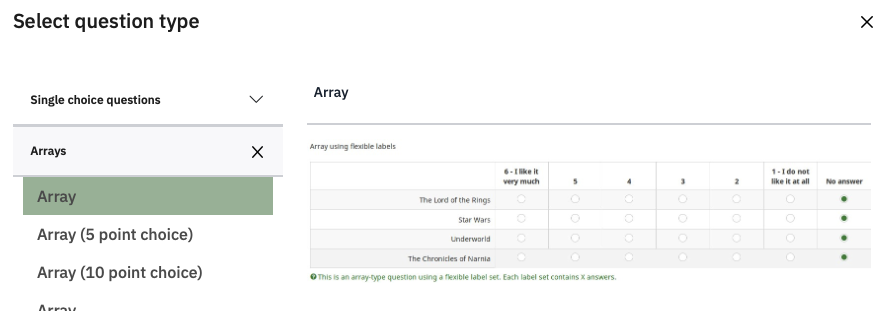 Select question type
Single choice questions
Arrays
Array
Array (5 point choice)
Array (10 point choice)
Array
Array
Array using flexible labels
6 - I like it very much 5 4 3 2 1 - I do not like it at all No answer
The Lord of the Rings
Star Wars
Underworld
The Chronicles of Narnia
This is an array-type question using a flexible label set. Each label set contains X answers.